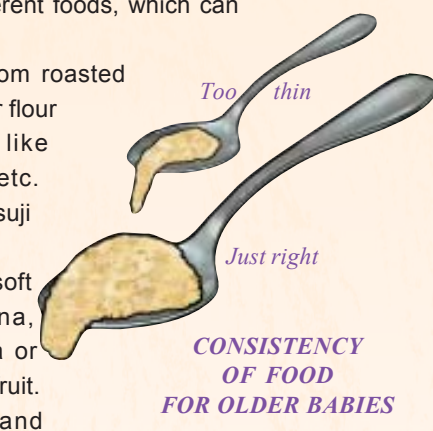 erent foods, which can
om roasted
r flour
like
etc.
suji
soft
na,
a or
ruit.
and
Too thin
Just right
CONSISTENCY
OF FOOD
FOR OLDER BABIES